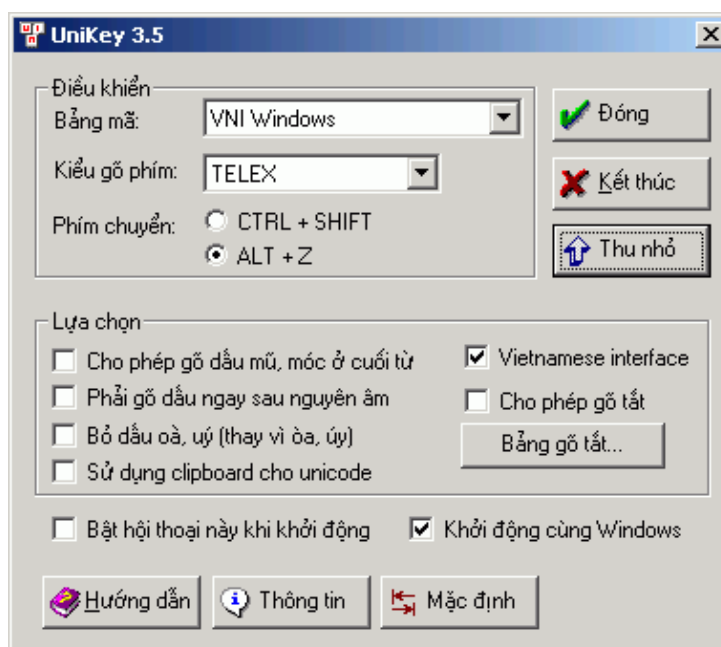 UniKey 3.5
Điều khiển
Bảng mã: VNI Windows
Kiểu gõ phím: TELEX
Phím chuyển: CTRL + SHIFT
ALT + Z
Đóng
Kết thúc
Thu nhỏ
Lựa chọn
Cho phép gõ dấu mũ, móc ở cuối từ
Phải gõ dấu ngay sau nguyên âm
Bỏ dấu oà, uý (thay vì òa, úy)
Sử dụng clipboard cho unicode
Vietnamese interface
Cho phép gõ tắt
Bảng gõ tắt...
Bật hội thoại này khi khởi động
Khởi động cùng Windows
Hướng dẫn
Thông tin
Mặc định